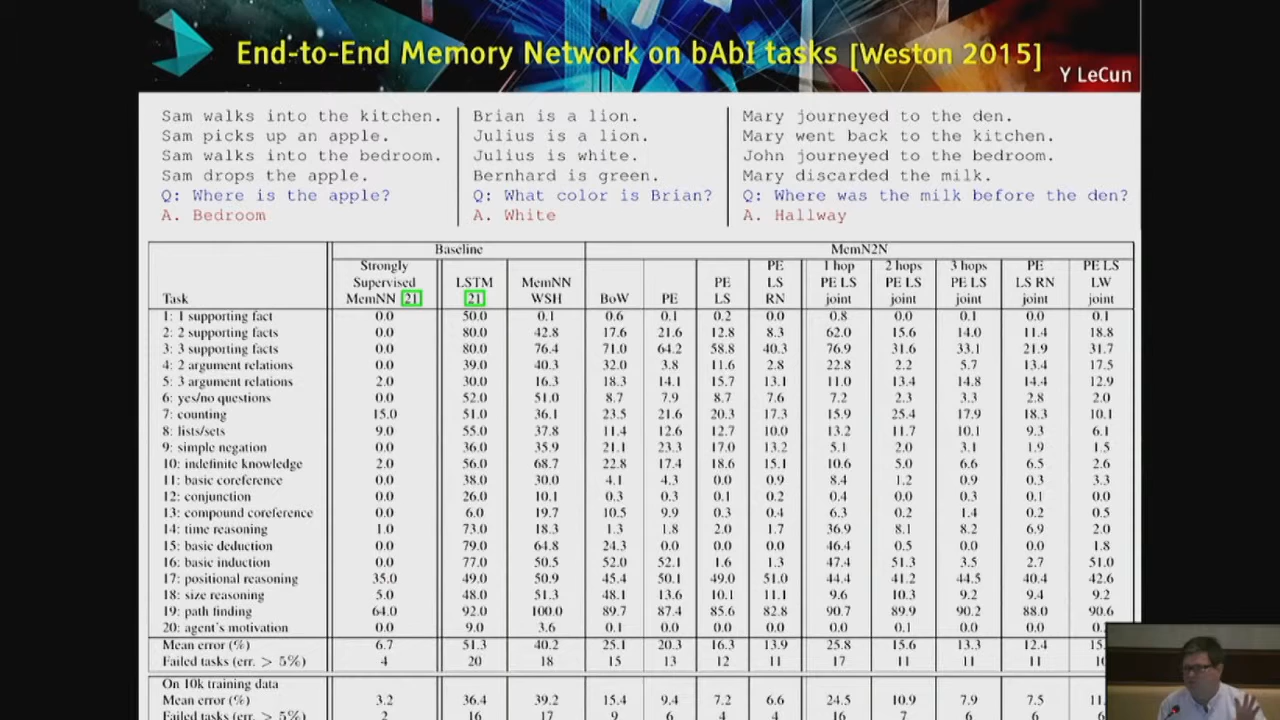 End-to-End Memory Network on bAbI tasks [Weston 2015]
Y LeCun
Sam walks into the kitchen.
Sam picks up an apple.
Sam walks into the bedroom.
Sam drops the apple.
Q: Where is the apple?
A. Bedroom
Brian is a lion.
Julius is a lion.
Julius is white.
Bernhard is green.
Q: What color is Brian?
A. White
Mary journeyed to the den.
Mary went back to the kitchen.
John journeyed to the bedroom.
Mary discarded the milk.
Q: Where was the milk before the den?
A. Hallway
Baseline MemN2N
Strongly PE 1 hop 2 hops 3 hops PE PE LS
Supervised LSTM MemNN PE LS PE LS PE LS PE LS LS RN LW
Task MemNN [21] [21] WSH BoW PE LS RN joint joint joint joint joint
1: 1 supporting fact 0.0 50.0 0.1 0.6 0.1 0.2 0.0 0.8 0.0 0.1 0.0 0.1
2: 2 supporting facts 0.0 80.0 42.8 17.6 21.6 12.8 8.3 62.0 15.6 14.0 11.4 18.8
3: 3 supporting facts 0.0 80.0 76.4 71.0 64.2 58.8 40.3 76.9 31.6 33.1 21.9 31.7
4: 2 argument relations 0.0 39.0 40.3 32.0 3.8 11.6 2.8 22.8 2.2 5.7 13.4 17.5
5: 3 argument relations 2.0 30.0 16.3 18.3 14.1 15.7 13.1 11.0 13.4 14.8 14.4 12.9
6: yes/no questions 0.0 52.0 51.0 8.7 7.9 8.7 7.6 7.2 2.3 3.3 2.8 2.0
7: counting 15.0 51.0 36.1 23.5 21.6 20.3 17.3 15.9 25.4 17.9 18.3 10.1
8: lists/sets 9.0 55.0 37.8 11.4 12.6 12.7 10.0 13.2 11.7 10.1 9.3 6.1
9: simple negation 0.0 36.0 35.9 21.1 23.3 17.0 13.2 5.1 2.0 3.1 1.9 1.5
10: indefinite knowledge 2.0 56.0 68.7 22.8 17.4 18.6 15.1 10.6 5.0 6.6 6.5 2.6
11: basic coreference 0.0 38.0 30.0 4.1 4.3 0.0 0.9 8.4 1.2 0.9 0.3 3.3
12: conjunction 0.0 26.0 10.1 0.3 0.3 0.1 0.2 0.4 0.0 0.3 0.1 0.0
13: compound coreference 0.0 6.0 19.7 10.5 9.9 0.3 0.4 6.3 0.2 1.4 0.2 0.5
14: time reasoning 1.0 73.0 18.3 1.3 1.8 2.0 1.7 36.9 8.1 8.2 6.9 2.0
15: basic deduction 0.0 79.0 64.8 24.3 0.0 0.0 0.0 46.4 0.5 0.0 0.0 1.8
16: basic induction 0.0 77.0 50.5 52.0 52.1 1.6 1.3 47.4 51.3 3.5 2.7 51.0
17: positional reasoning 35.0 49.0 50.9 45.4 50.1 49.0 51.0 44.4 41.2 44.5 40.4 42.6
18: size reasoning 5.0 48.0 51.3 48.1 13.6 10.1 11.1 9.6 10.3 9.2 9.4 9.2
19: path finding 64.0 92.0 100.0 89.7 87.4 85.6 82.8 90.7 89.9 90.2 88.0 90.6
20: agent's motivation 0.0 9.0 3.6 0.1 0.0 0.0 0.0 0.0 0.1 0.0 0.0
Mean error (%) 6.7 51.3 40.2 25.1 20.3 16.3 13.9 25.8 15.6 13.3 12.4
Failed tasks (err. > 5%) 4 20 18 15 13 12 11 17 11 11 11
On 10k training data
Mean error (%) 3.2 36.4 39.2 15.4 9.4 7.2 6.6 24.5 10.9 7.9 7.5
Failed tasks (err. > 5%) 2 16 17 9 6 4 4 16 7 6 6